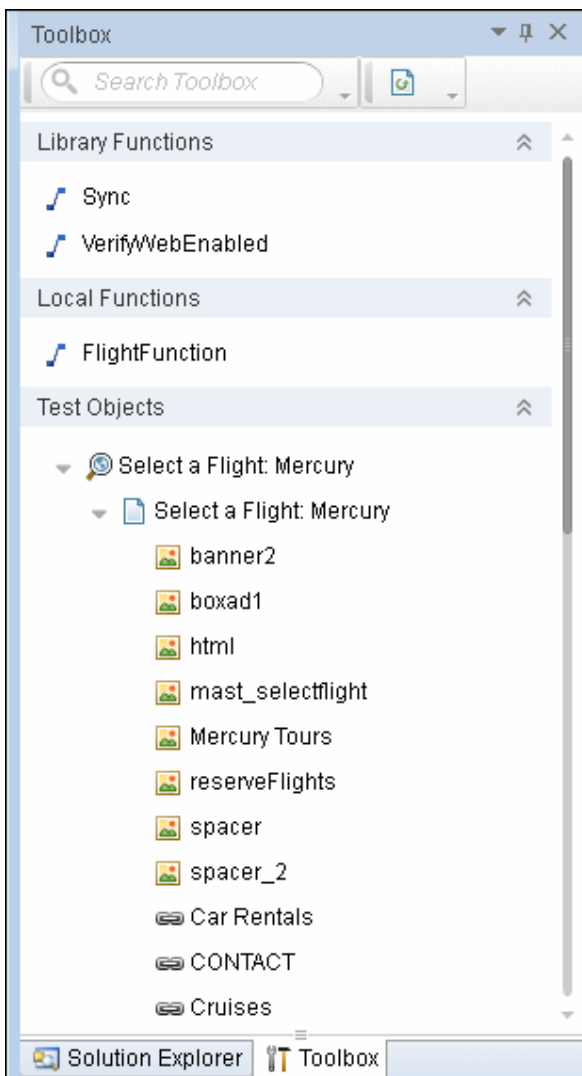 Toolbox
Search Toolbox
Library Functions
Sync
VerifyWebEnabled
Local Functions
FlightFunction
Test Objects
Select a Flight: Mercury
Select a Flight: Mercury
banner2
boxad1
html
mast_selectflight
Mercury Tours
reserveFlights
spacer
spacer_2
Car Rentals
CONTACT
Cruises
Solution Explorer Toolbox